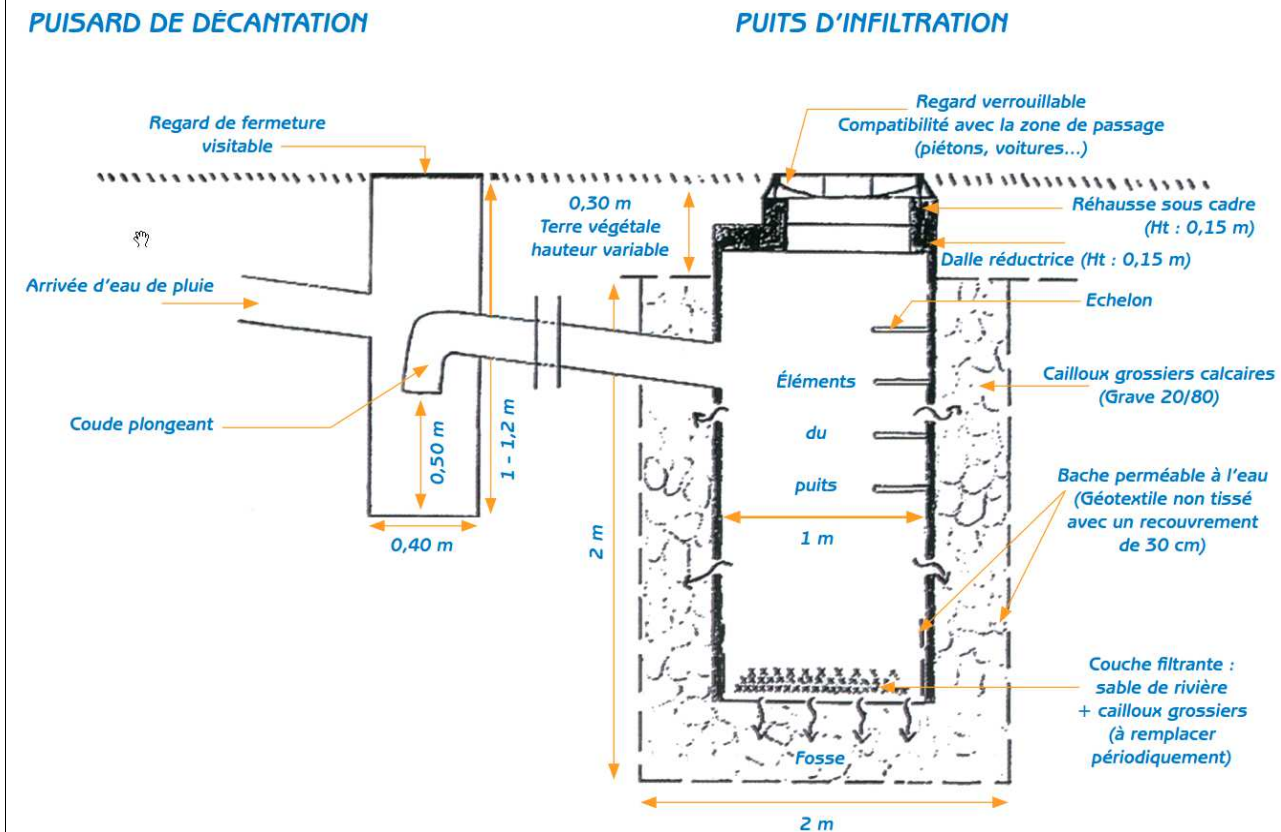 PUISARD DE DÉCANTATION
PUITS D'INFILTRATION
Regard de fermeture
visitable
Regard verrouillable
Compatibilité avec la zone de passage
(piétons, voitures...)
0,30 m
Terre végétale
hauteur variable
Réhausse sous cadre
(Ht : 0,15 m)
Dalle réductrice (Ht : 0,15 m)
Arrivée d'eau de pluie
Echelon
Éléments
du
puits
Cailloux grossiers calcaires
(Grave 20/80)
Coude plongeant
0,50 m
1 - 1,2 m
0,40 m
2 m
1 m
Bache perméable à l'eau
(Géotextile non tissé
avec un recouvrement
de 30 cm)
Couche filtrante :
sable de rivière
+ cailloux grossiers
(à remplacer
périodiquement)
Fosse
2 m